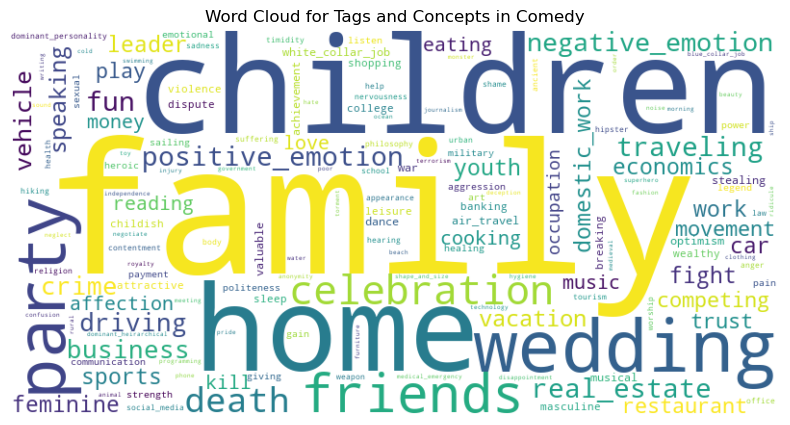 Word Cloud for Tags and Concepts in Comedy
dominant_personality
emotional
sadness
timidity
listen
white_collar_job
shopping
eating
negative_emotion
blue_collar_job
cold
writing
swimming
leader
play
vehicle
speaking
sexual
children
monster
ancient
order
fun
violence
dispute
money
achievement
help
nervousness
hate
ocean
college
shame
journalism
noise
morning
hipster
beauty
power
ship
health
toy
heroic
sailing
suffering
love
philosophy
urban
military
traveling
economics
domestic_work
stealing
superhero
fashion
legend
hiking
independence
injury
government
poor
school
war
terrorism
positive_emotion
youth
aggression
deception
occupation
reading
childish
neglect
negotiate
contentment
family
valuable
body
torment
appearance
leisure
art
dance
banking
air_travel
hearing
beach
healing
cooking
breaking
medieval
work
movement
law
ridicule
optimism
clothing
car
wealthy
anger
party
religion
royalty
payment
crime
attractive
anonymity
water
politeness
shape_and_size
hygiene
music
tourism
fight
pain
worship
confusion
affection
meeting
sleep
celebration
technology
competing
rural
dominant_heirarchical
driving
pride
home
vacation
trust
business
gain
furniture
wedding
communication
programming
phone
sports
kill
giving
weapon
medical_emergency
disappointment
musical
real_estate
feminine
animal
strength
social_media
death
friends
masculine
restaurant
office